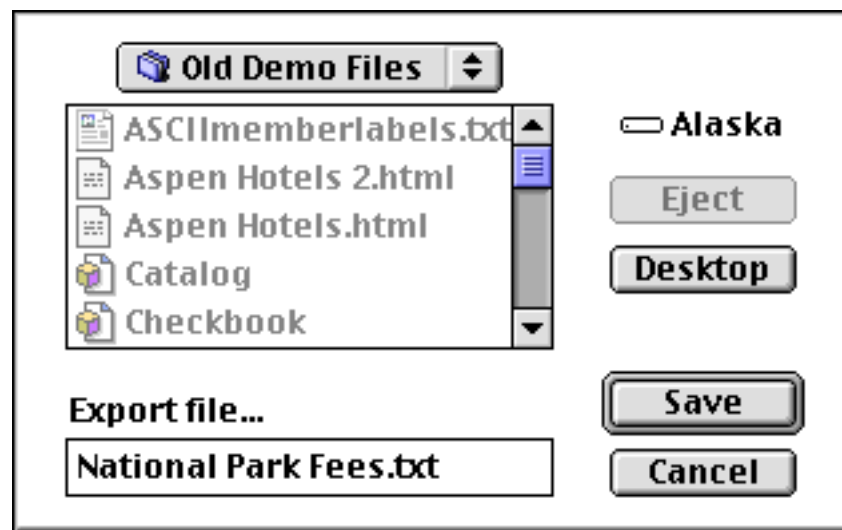 Old Demo Files
ASCIImemberlabels.txt
Aspen Hotels 2.html
Aspen Hotels.html
Catalog
Checkbook
Alaska
Eject
Desktop
Export file...
National Park Fees.txt
Save
Cancel